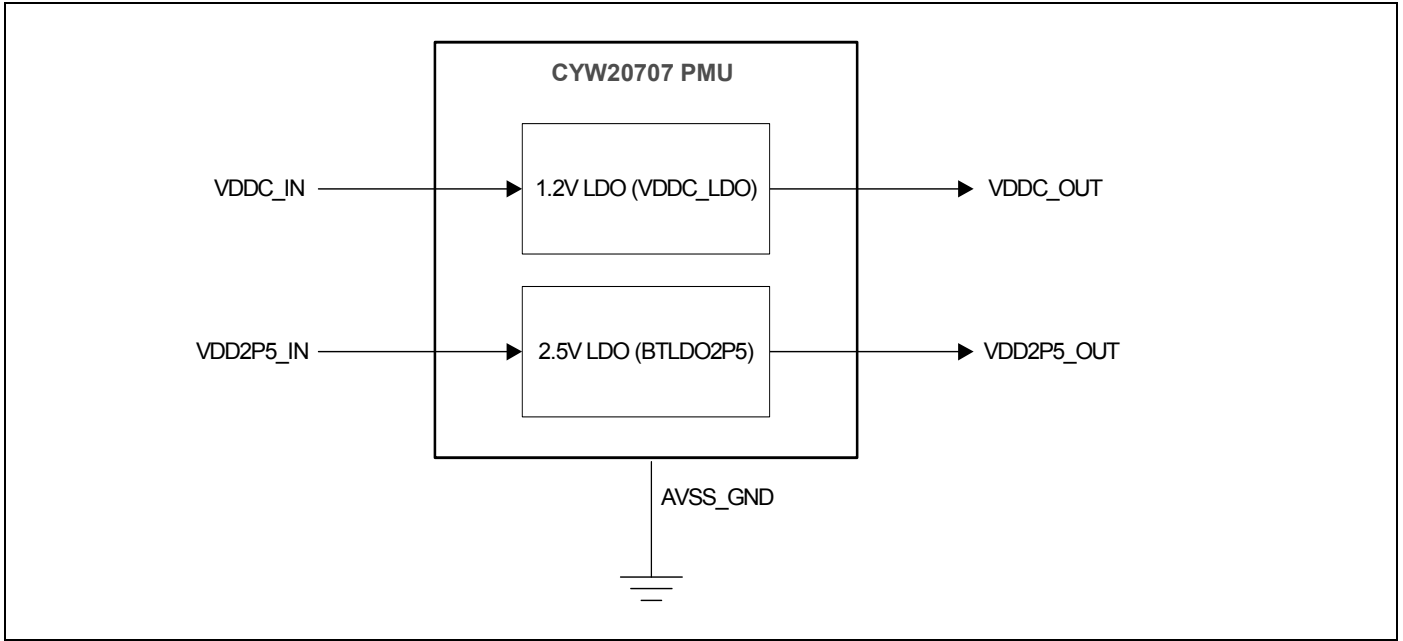 CYW20707 PMU
VDDC_IN
1.2V LDO (VDDC_LDO)
VDDC_OUT
VDD2P5_IN
2.5V LDO (BTLDO2P5)
VDD2P5_OUT
AVSS_GND